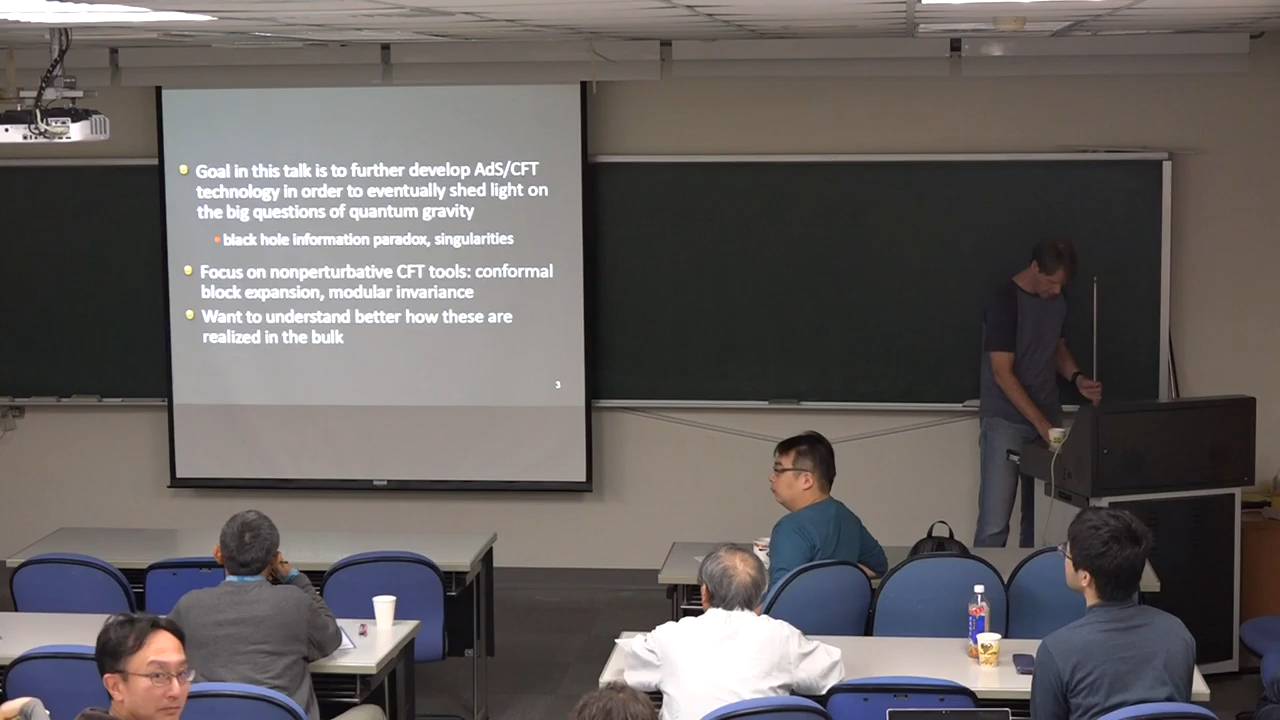 Goal in this talk is to further develop AdS/CFT
technology in order to eventually shed light on
the big questions of quantum gravity
black hole information paradox, singularities
Focus on nonperturbative CFT tools: conformal
block expansion, modular invariance
Want to understand better how these are
realized in the bulk
3